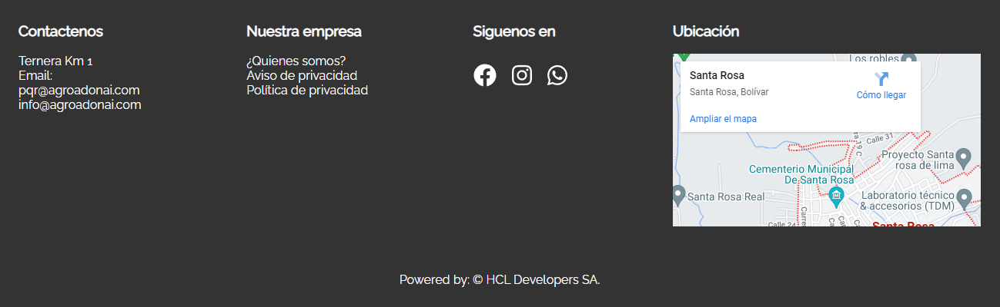 Contactenos
Ternera Km 1
Email:
pqr@agroadonai.com
info@agroadonai.com
Nuestra empresa
¿Quienes somos?
Aviso de privacidad
Política de privacidad
Siguenos en
Ubicación
Los robles
Santa Rosa
Santa Rosa, Bolívar
Cómo llegar
Ampliar el mapa
Calle 31
Proyecto Santa
rosa de lima
Cementerio Municipal
De Santa Rosa
Santa Rosa Real
Laboratorio técnico
& accesorios (TDM)
Calle 24
Santa Rosa
Powered by: © HCL Developers SA.